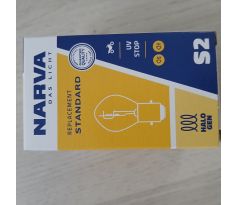 NARVA
DAS LICHT
REPLACEMENT
STANDARD
UV
STOP
S2
HALO
GEN